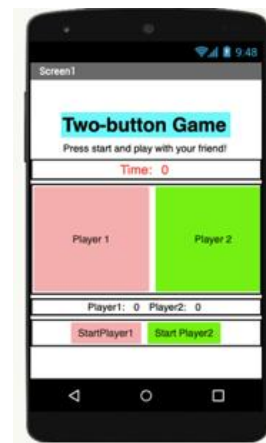 9:48
Screen1
Two-button Game
Press start and play with your friend!
Time: 0
Player 1 Player 2
Player1: 0 Player2: 0
StartPlayer1 Start Player2